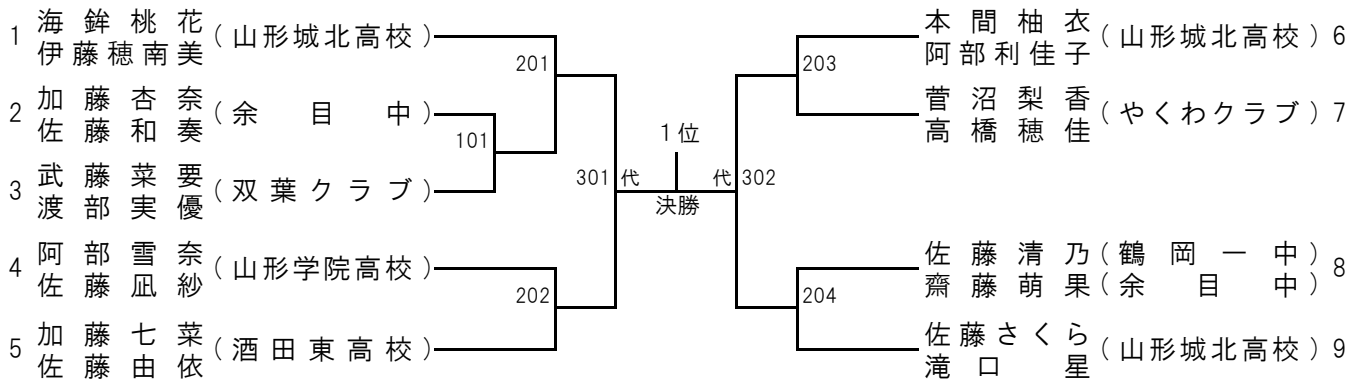 1 海鉾桃花 伊藤穂南美 (山形城北高校)
201
2 加藤杏奈 佐藤和奏 (余目中)
101
3 武藤菜要 渡部実優 (双葉クラブ)
301 代
4 阿部雪奈 佐藤凪紗 (山形学院高校)
202
5 加藤七菜 佐藤由依 (酒田東高校)
1位
決勝
本間柚衣 阿部利佳子 (山形城北高校) 6
203
菅沼梨香 高橋穂佳 (やくわクラブ) 7
代 302
佐藤清乃 (鶴岡一中) 8
齋藤萌果 (余目中)
204
佐藤さくら 滝口星 (山形城北高校) 9